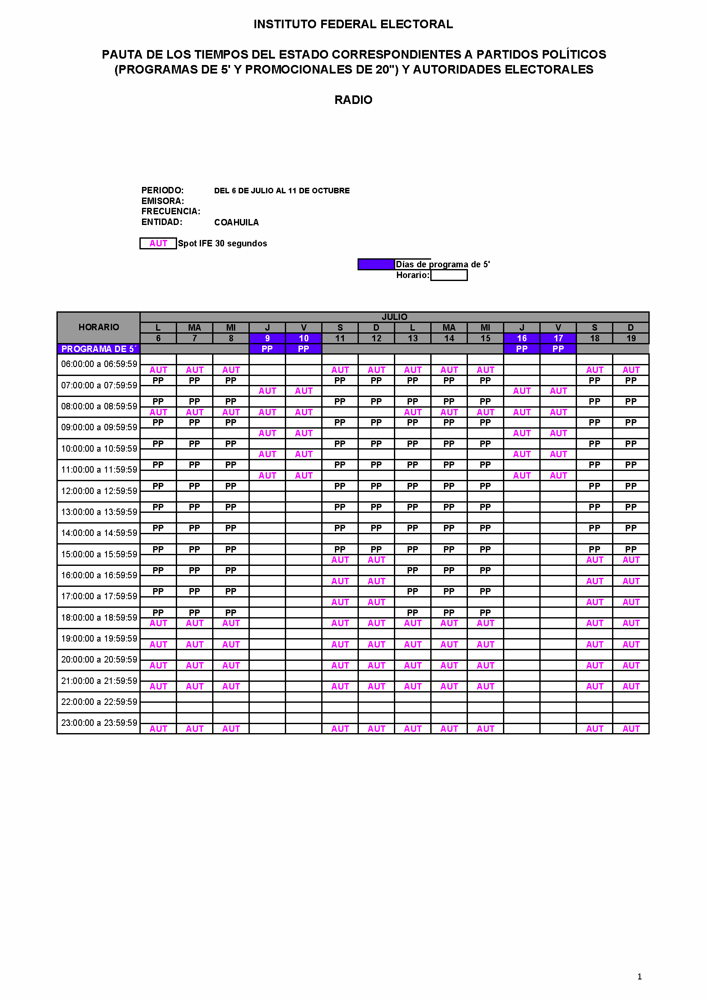 INSTITUTO FEDERAL ELECTORAL
PAUTA DE LOS TIEMPOS DEL ESTADO CORRESPONDIENTES A PARTIDOS POLÍTICOS
(PROGRAMAS DE 5' Y PROMOCIONALES DE 20") Y AUTORIDADES ELECTORALES
RADIO
PERIODO: DEL 6 DE JULIO AL 11 DE OCTUBRE
EMISORA:
FRECUENCIA:
ENTIDAD: COAHUILA
AUT Spot IFE 30 segundos
Días de programa de 5'
Horario:
JULIO
HORARIO L MA MI J V S D L MA MI J V S D
6 7 8 9 10 11 12 13 14 15 16 17 18 19
PROGRAMA DE 5´ PP PP PP PP
06:00:00 a 06:59:59
AUT AUT AUT AUT AUT AUT AUT AUT AUT AUT
07:00:00 a 07:59:59 PP PP PP PP PP PP PP PP PP PP
AUT AUT AUT AUT
08:00:00 a 08:59:59 PP PP PP PP PP PP PP PP PP PP
AUT AUT AUT AUT AUT AUT AUT AUT AUT AUT
09:00:00 a 09:59:59 PP PP PP PP PP PP PP PP PP PP
AUT AUT AUT AUT
10:00:00 a 10:59:59 PP PP PP PP PP PP PP PP PP PP
AUT AUT AUT AUT
11:00:00 a 11:59:59 PP PP PP PP PP PP PP PP PP PP
AUT AUT AUT AUT
12:00:00 a 12:59:59 PP PP PP PP PP PP PP PP PP PP
13:00:00 a 13:59:59 PP PP PP PP PP PP PP PP PP PP
14:00:00 a 14:59:59 PP PP PP PP PP PP PP PP PP PP
15:00:00 a 15:59:59 PP PP PP PP PP PP PP PP PP PP
AUT AUT AUT AUT
16:00:00 a 16:59:59 PP PP PP PP PP PP
AUT AUT AUT AUT
17:00:00 a 17:59:59 PP PP PP PP PP PP
AUT AUT AUT AUT
18:00:00 a 18:59:59 PP PP PP PP PP PP
AUT AUT AUT AUT AUT AUT AUT AUT AUT AUT
19:00:00 a 19:59:59
AUT AUT AUT AUT AUT AUT AUT AUT AUT AUT
20:00:00 a 20:59:59
AUT AUT AUT AUT AUT AUT AUT AUT AUT AUT
21:00:00 a 21:59:59
AUT AUT AUT AUT AUT AUT AUT AUT AUT AUT
22:00:00 a 22:59:59
23:00:00 a 23:59:59
AUT AUT AUT AUT AUT AUT AUT AUT AUT AUT
1